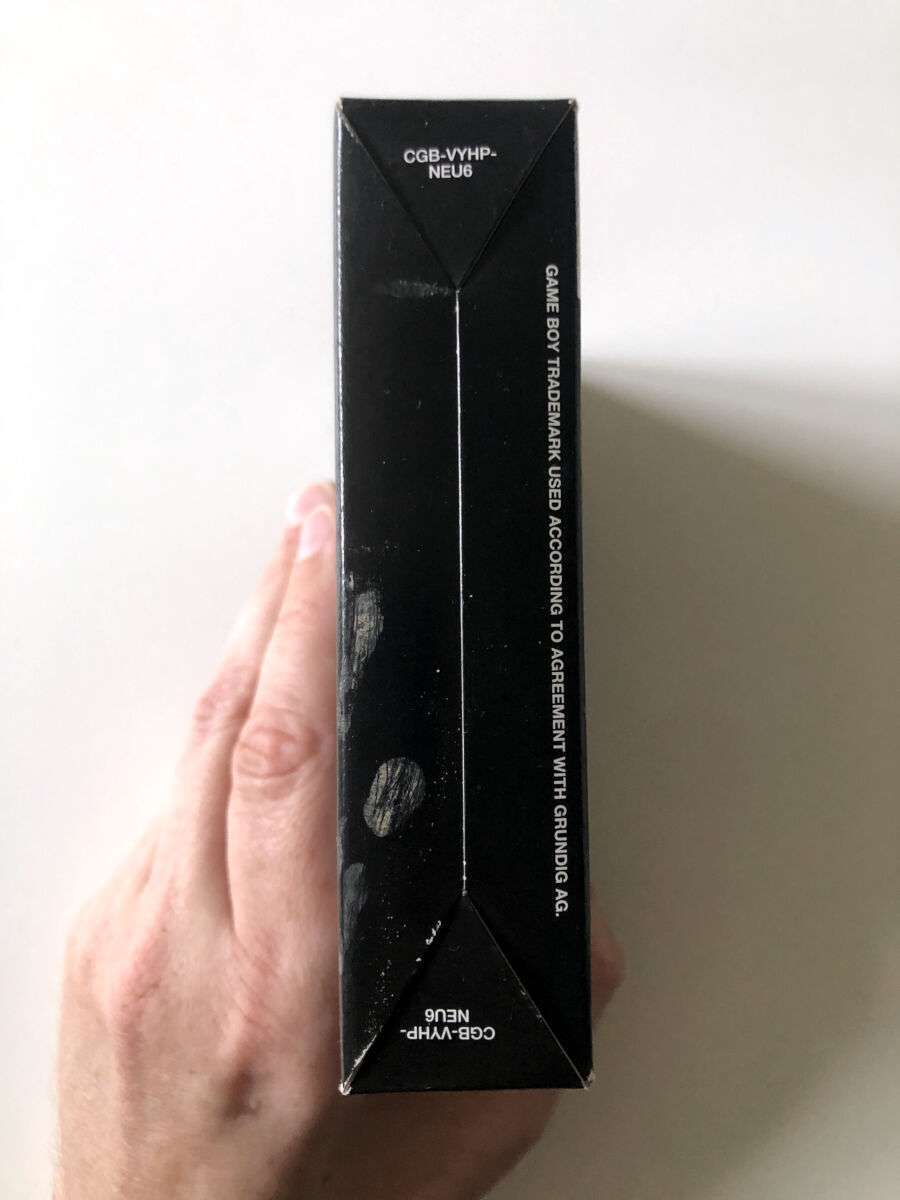 CGB-VYHP-
NEU6
GAME BOY TRADEMARK USED ACCORDING TO AGREEMENT WITH GRUNDIG AG.
CGB-VYHP-
NEU6